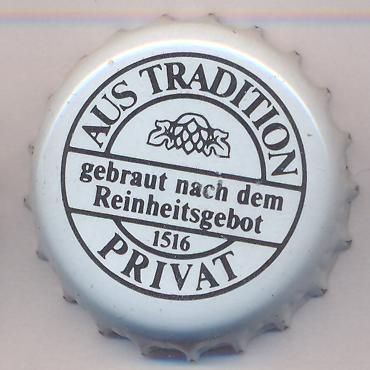 AUS TRADITION
gebraut nach dem
Reinheitsgebot
1516
PRIVAT